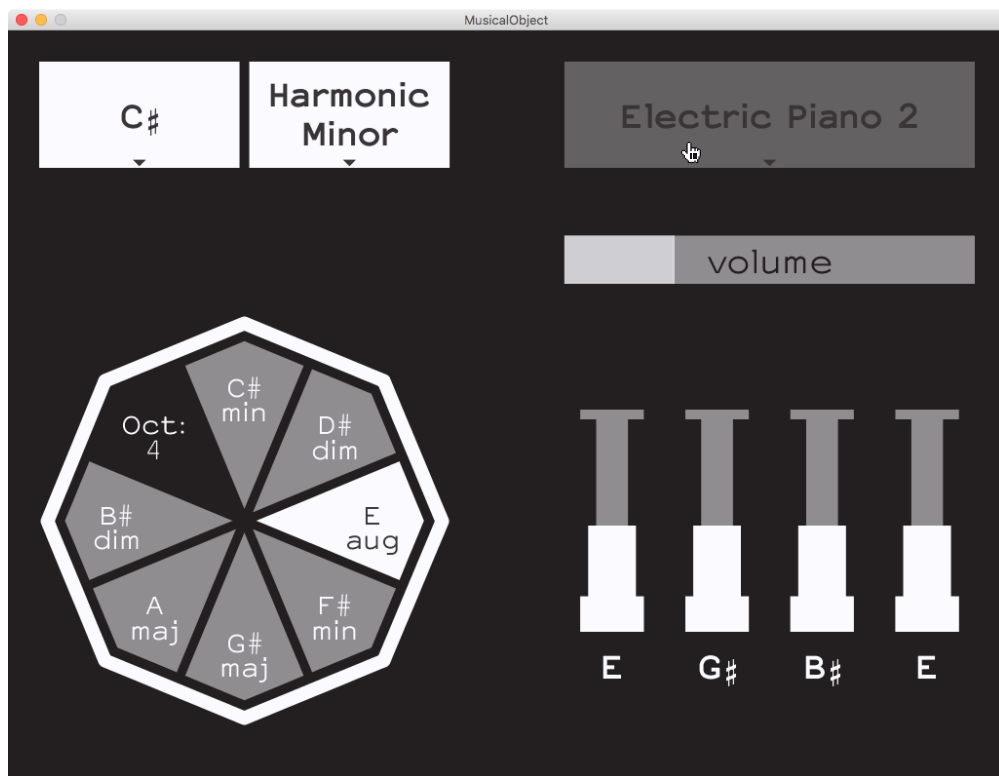 MusicalObject
C♯
Harmonic
Minor
Electric Piano 2
volume
Oct:
4
C#
min
D#
dim
E
aug
F#
min
G#
maj
A
maj
B#
dim
E
G♯
B♯
E